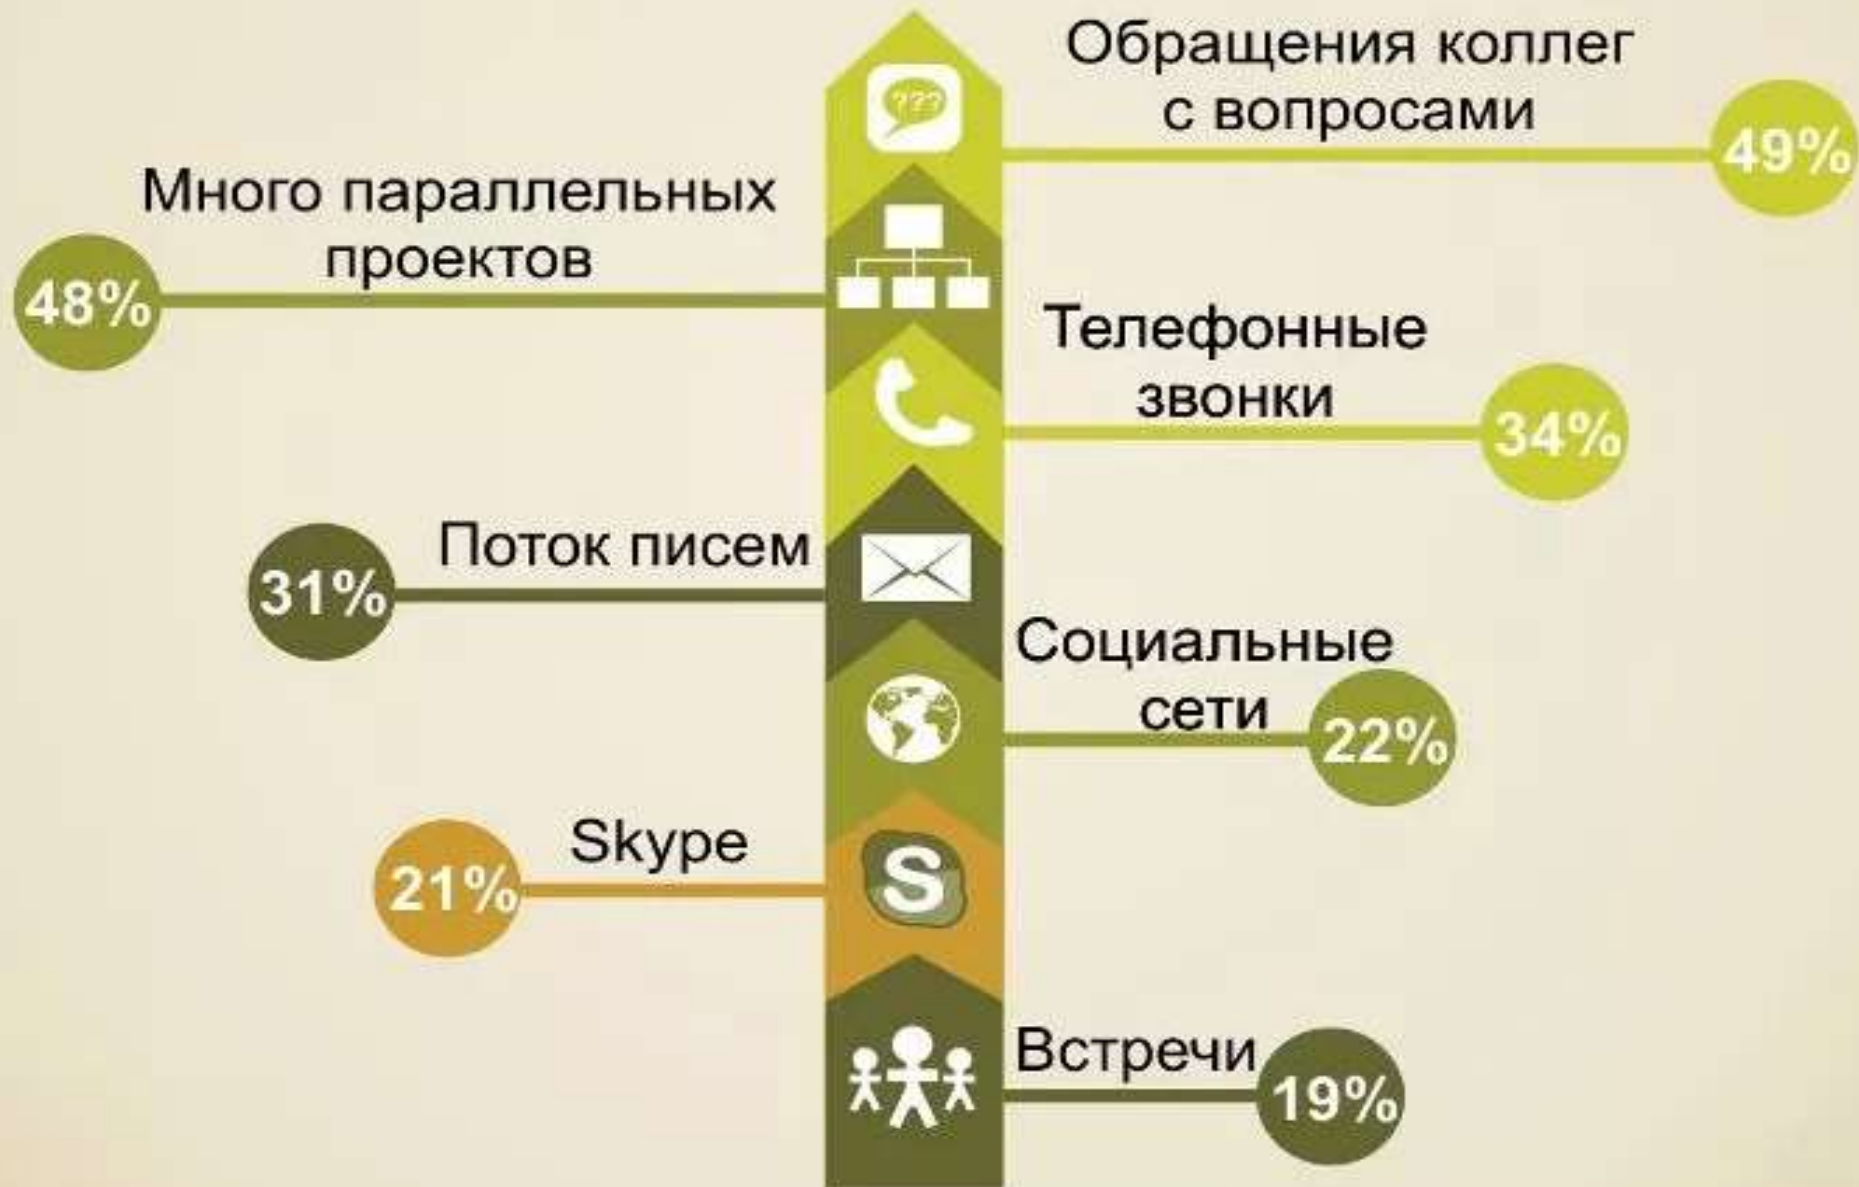 Обращения коллег
с вопросами
49%
???
Много параллельных
проектов
48%
Телефонные
звонки
34%
Поток писем
31%
Социальные
сети
22%
Skype
21%
S
Встречи
19%